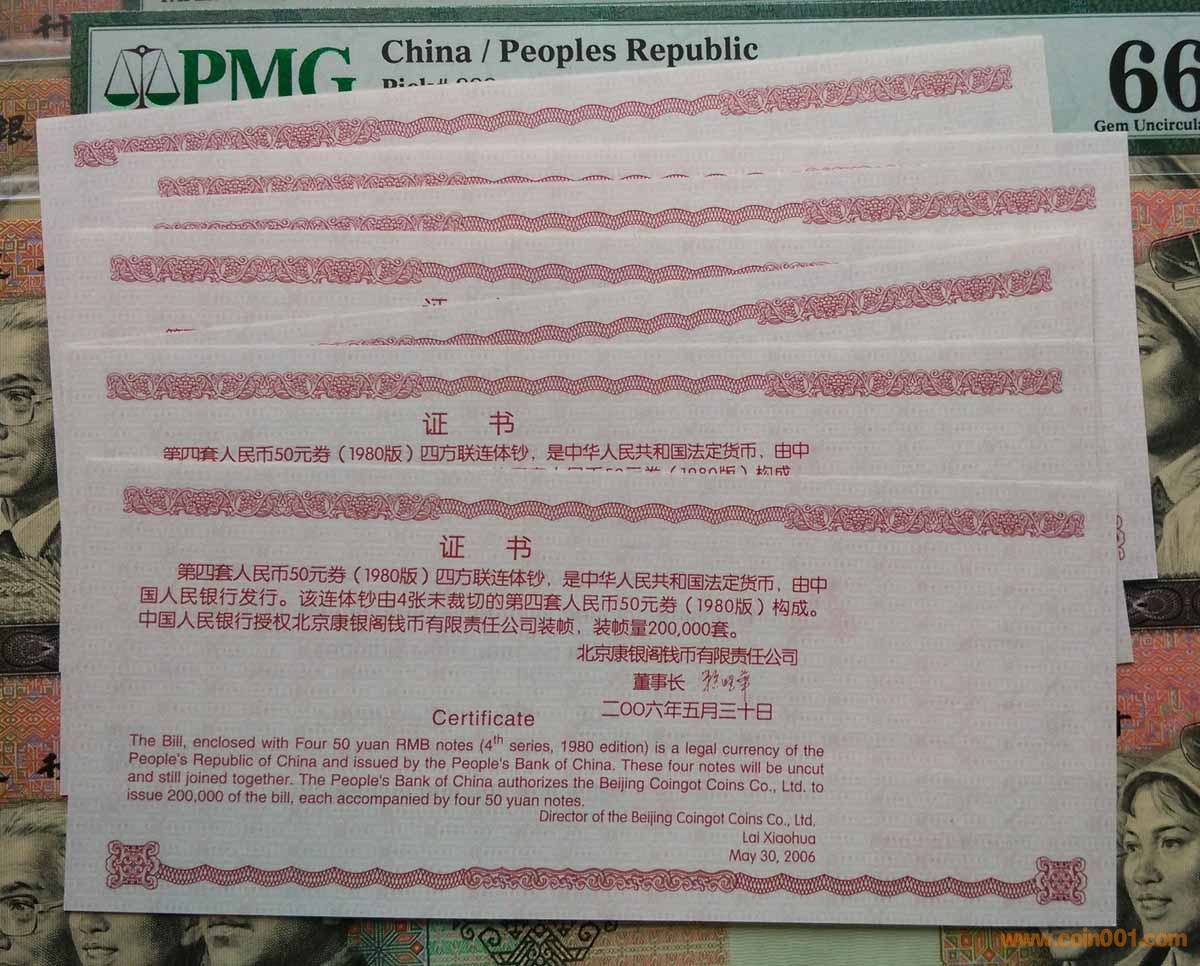 PMG
China / Peoples Republic
66
Gem Uncircula
证 书
第四套人民币50元券（1980版）四方联连体钞，是中华人民共和国法定货币，由中
证 书
第四套人民币50元券（1980版）四方联连体钞，是中华人民共和国法定货币，由中
国人民银行发行。该连体钞由4张未裁切的第四套人民币50元券（1980版）构成。
中国人民银行授权北京康银阁钱币有限责任公司装帧，装帧量200,000套。
北京康银阁钱币有限责任公司
董事长
二〇〇六年五月三十日
Certificate
The Bill, enclosed with Four 50 yuan RMB notes (4th series, 1980 edition) is a legal currency of the
People's Republic of China and issued by the People's Bank of China. These four notes will be uncut
and still joined together. The People's Bank of China authorizes the Beijing Coingot Coins Co., Ltd. to
issue 200,000 of the bill, each accompanied by four 50 yuan notes.
Director of the Beijing Coingot Coins Co., Ltd.
Lai Xiaohua
May 30, 2006
www.coin001.com